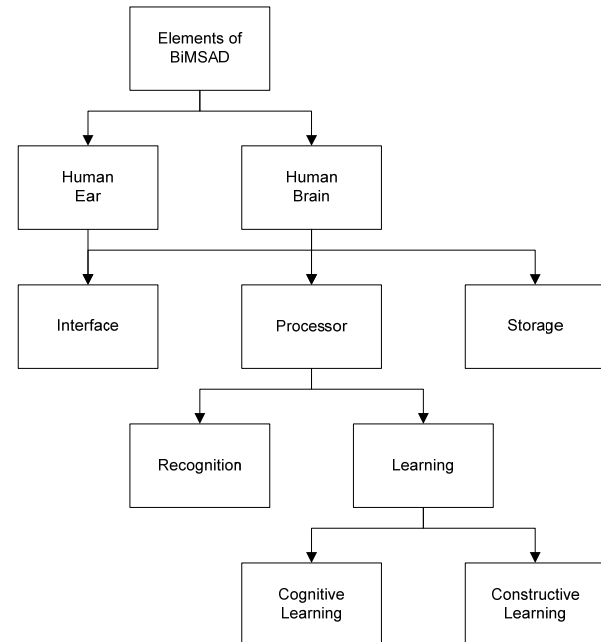 Elements of
BiMSAD
Human
Ear
Human
Brain
Interface
Processor
Storage
Recognition
Learning
Cognitive
Learning
Constructive
Learning